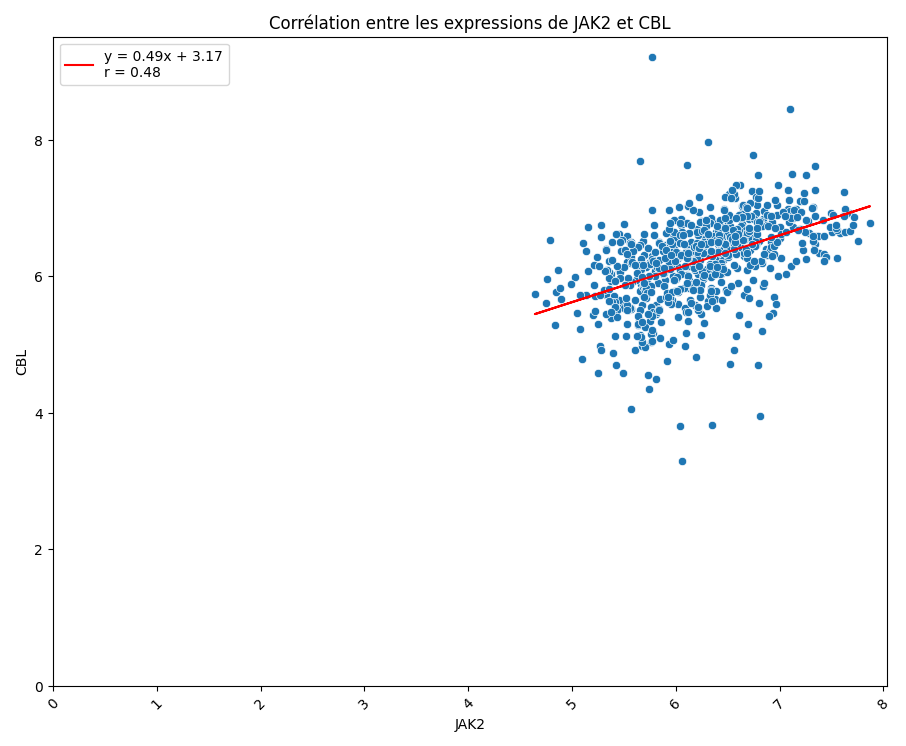 Corrélation entre les expressions de JAK2 et CBL
y = 0.49x + 3.17
r = 0.48
8
6
4
2
0
CBL
0 1 2 3 4 5 6 7 8
JAK2